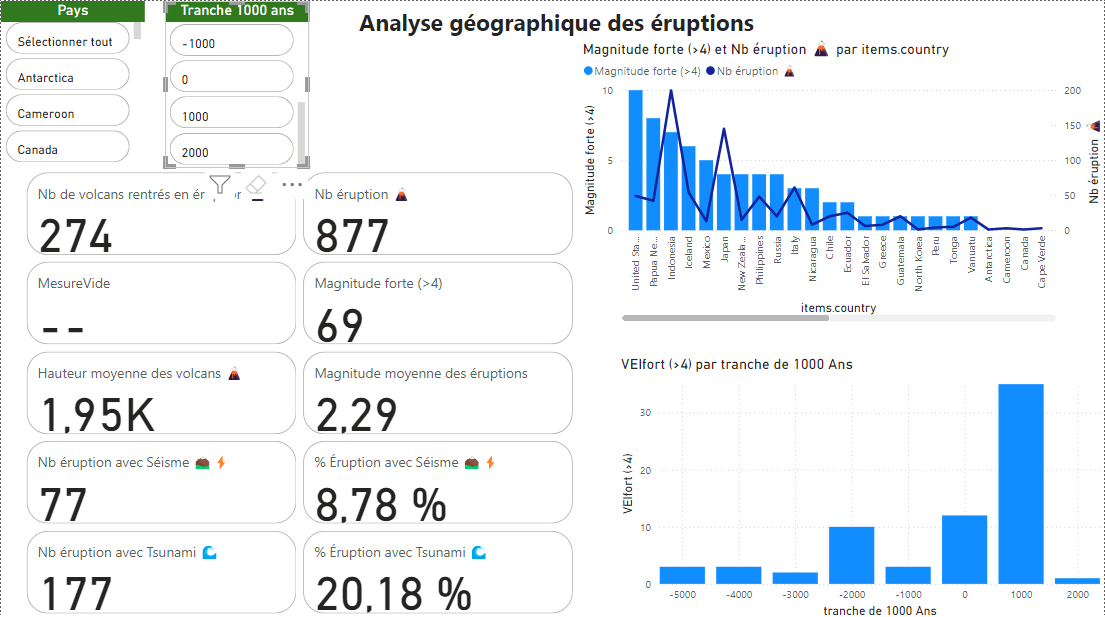 Pays
Sélectionner tout
Antarctica
Cameroon
Canada
Tranche 1000 ans
-1000
0
1000
2000
Analyse géographique des éruptions
Nb de volcans rentrés en
274
Nb éruption 🌋
877
MesureVide
--
Magnitude forte (>4)
69
Hauteur moyenne des volcans 🌋
1,95K
Magnitude moyenne des éruptions
2,29
Nb éruption avec Séisme
77
% Éruption avec Séisme
8,78 %
Nb éruption avec Tsunami 🌊
177
% Éruption avec Tsunami 🌊
20,18 %
Magnitude forte (>4) et Nb éruption 🌋 par items.country
Magnitude forte (>4) Nb éruption 🌋
Magnitude forte (>4)
10
5
0
200
150
100
50
0
Nb éruption 🌋
United Sta...
Papua Ne...
Indonesia
Iceland
Mexico
Japan
New Zeala...
Philippines
Russia
Italy
Nicaragua
Chile
Ecuador
El Salvador
Greece
Guatemala
North Korea
Peru
Tonga
Vanuatu
Antarctica
Cameroon
Canada
Cape Verde
items.country
VEIfort (>4) par tranche de 1000 Ans
VEIfort (>4)
30
20
10
0
-5000
-4000
-3000
-2000
-1000
0
1000
2000
tranche de 1000 Ans